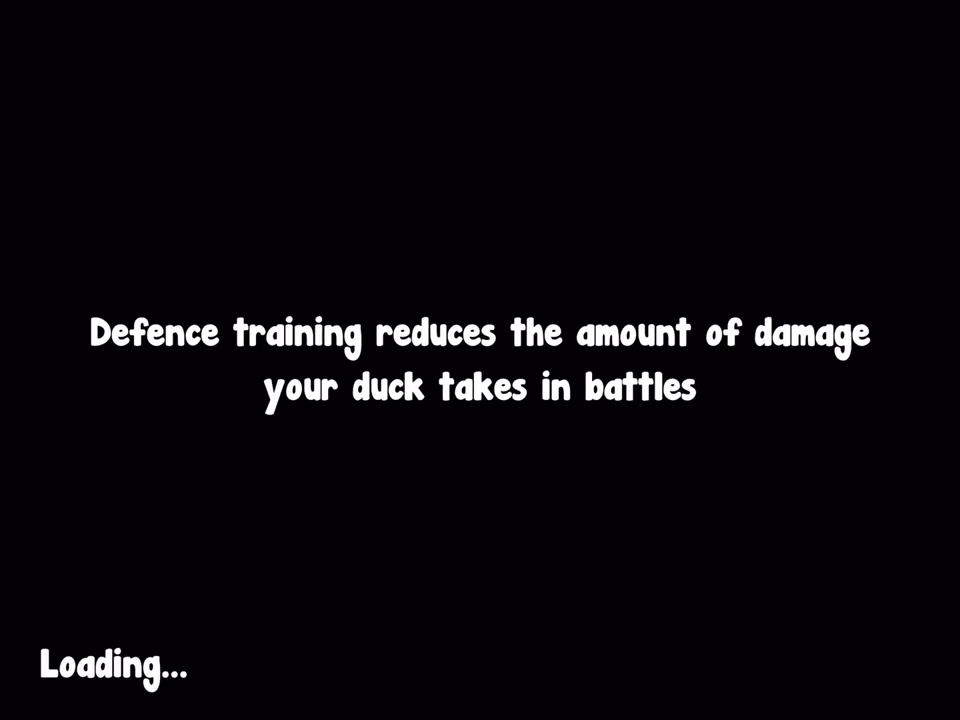 Defence training reduces the amount of damage
your duck takes in battles
Loading...